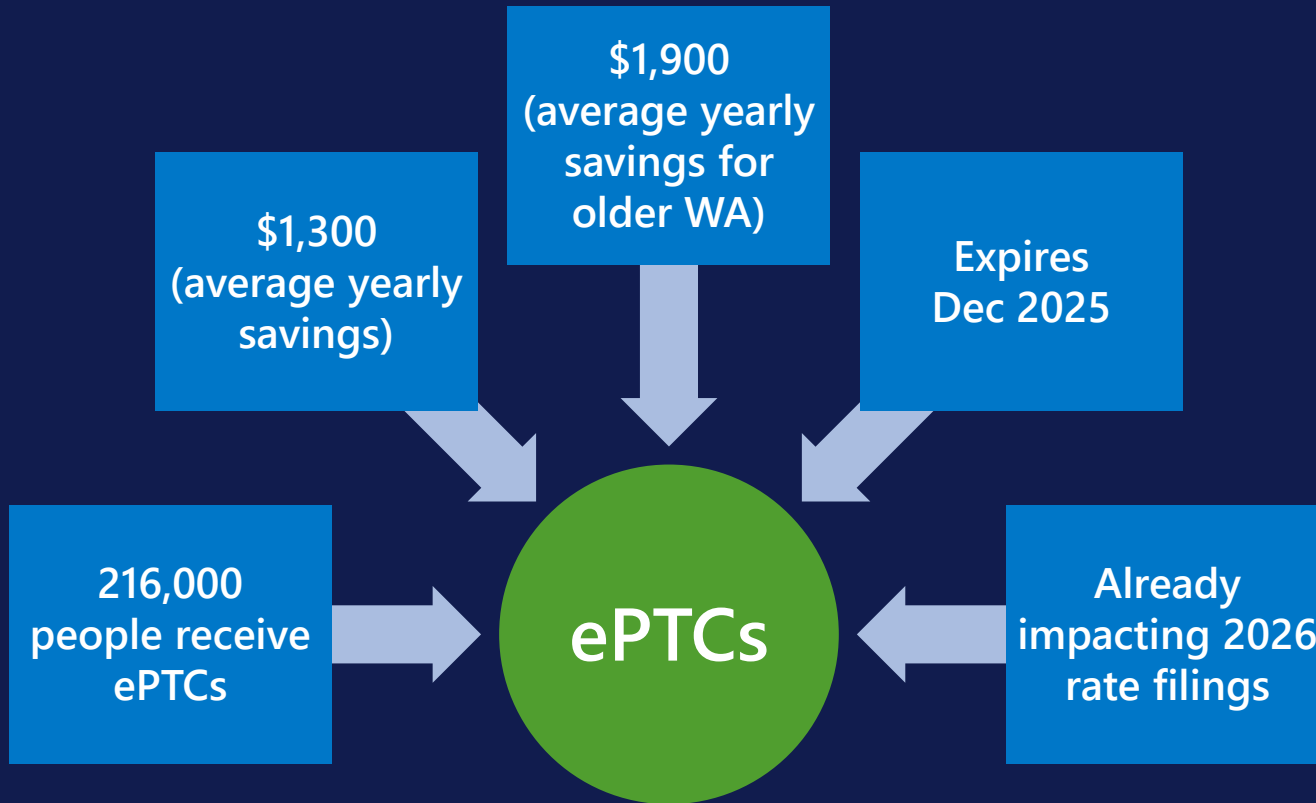 216,000
people receive
ePTCs
$1,300
(average yearly
savings)
$1,900
(average yearly
savings for
older WA)
Expires
Dec 2025
Already
impacting 2026
rate filings
ePTCs